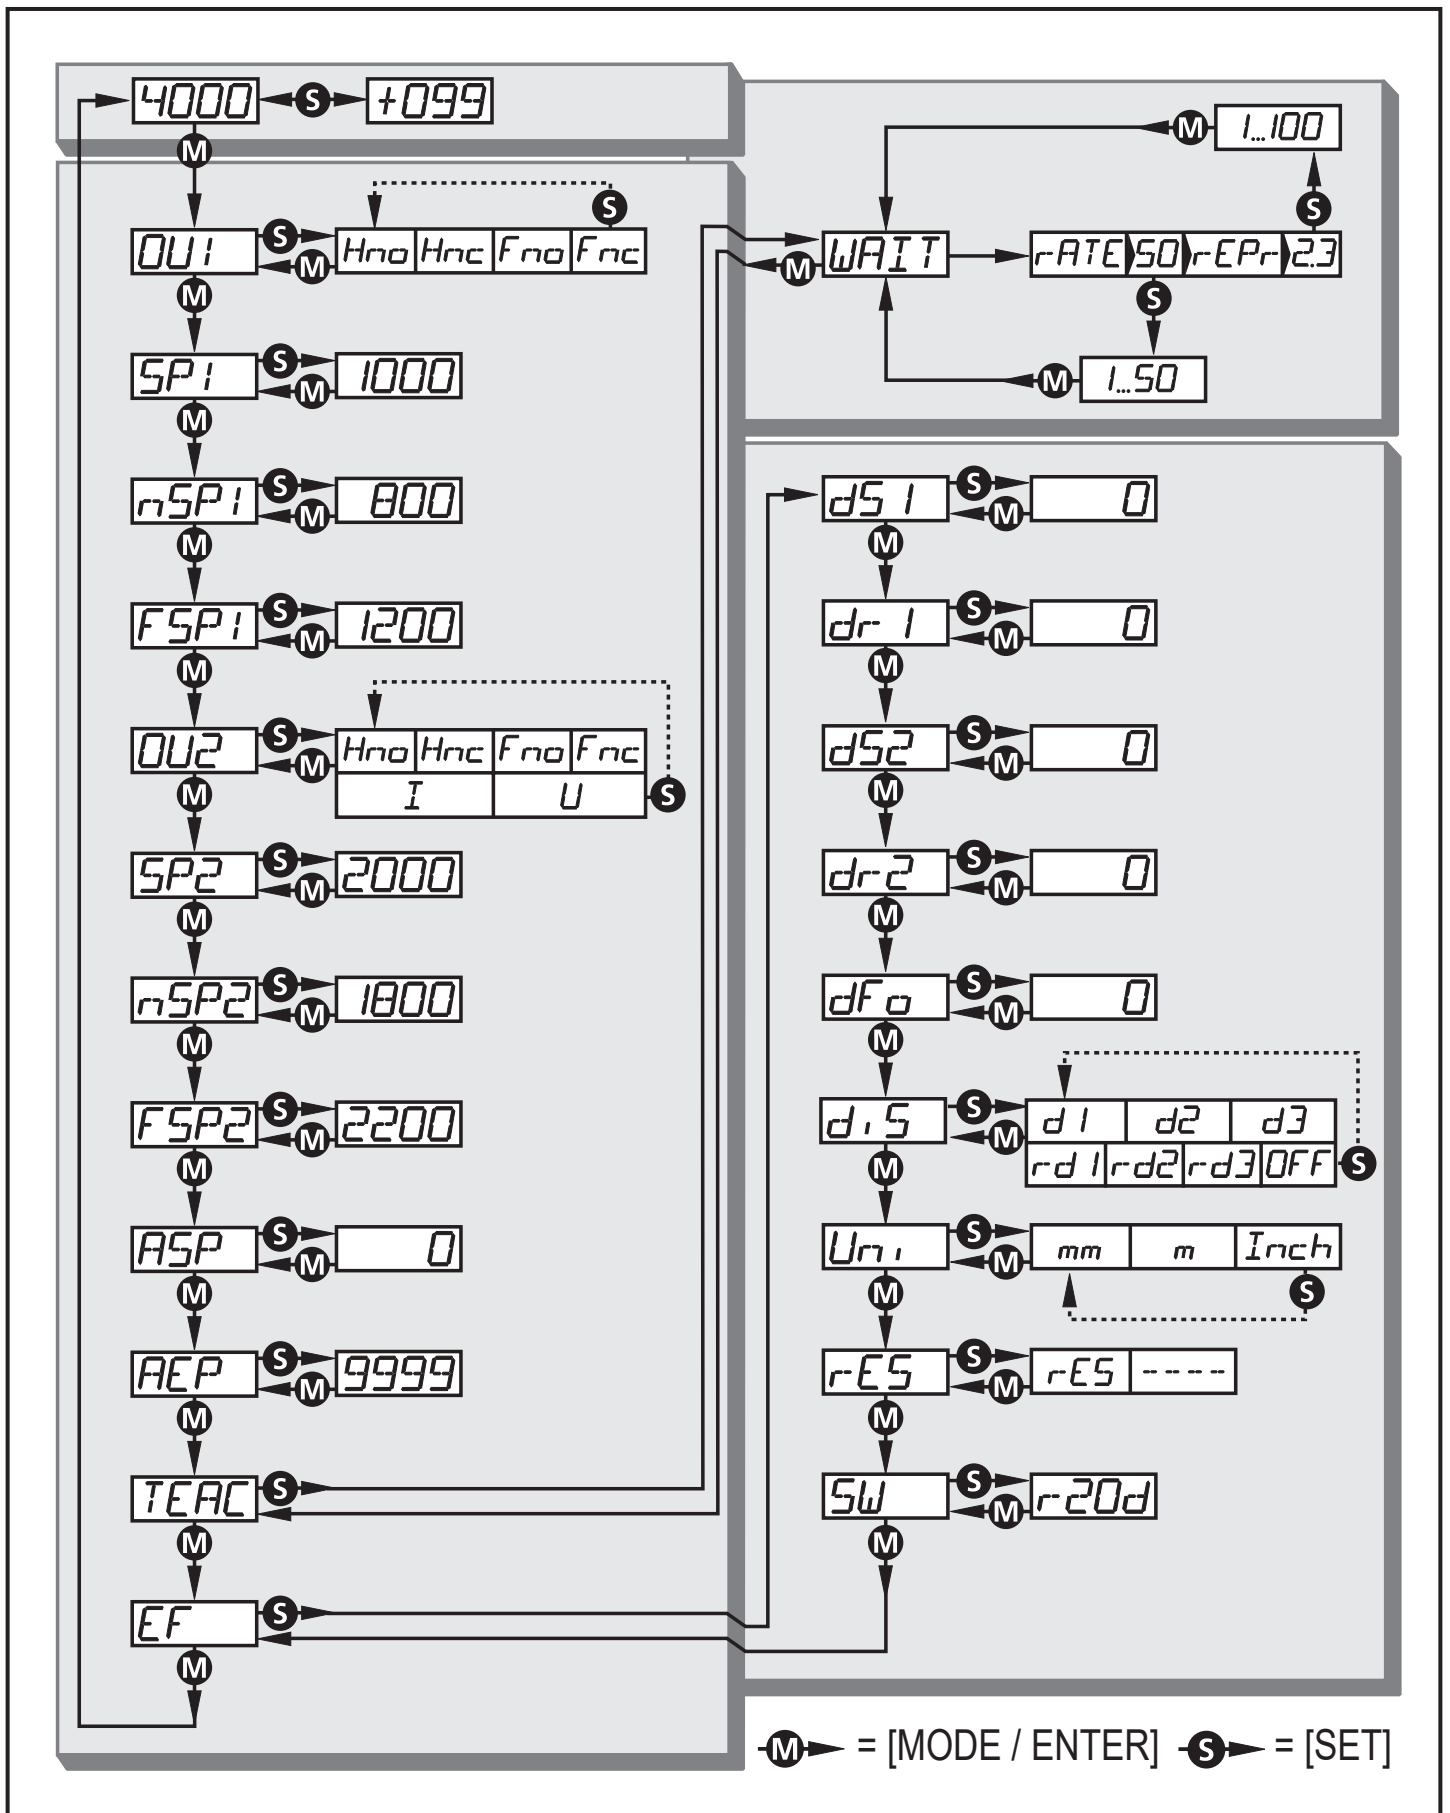 4000 S +099
M
OU1 S M Hno Hnc Fno Fnc S
M
SP1 S M 1000
M
nSP1 S M 800
M
FSP1 S M 1200
M
OU2 S M Hno Hnc Fno Fnc
I U S
M
SP2 S M 2000
M
nSP2 S M 1800
M
FSP2 S M 2200
M
ASP S M 0
M
AEP S M 9999
M
TEAC S
M
EF S
M
M 1...100
S
M WAIT rATE 50 rEPr 2.3
S
M 1...50
dS1 S M 0
M
dr1 S M 0
M
dS2 S M 0
M
dr2 S M 0
M
dFo S M 0
M
diS S M d1 d2 d3
rd1 rd2 rd3 OFF S
M
Uni S M mm m Inch
S
M
rES S M rES ----
M
SW S M r20d
M
M = [MODE / ENTER] S = [SET]